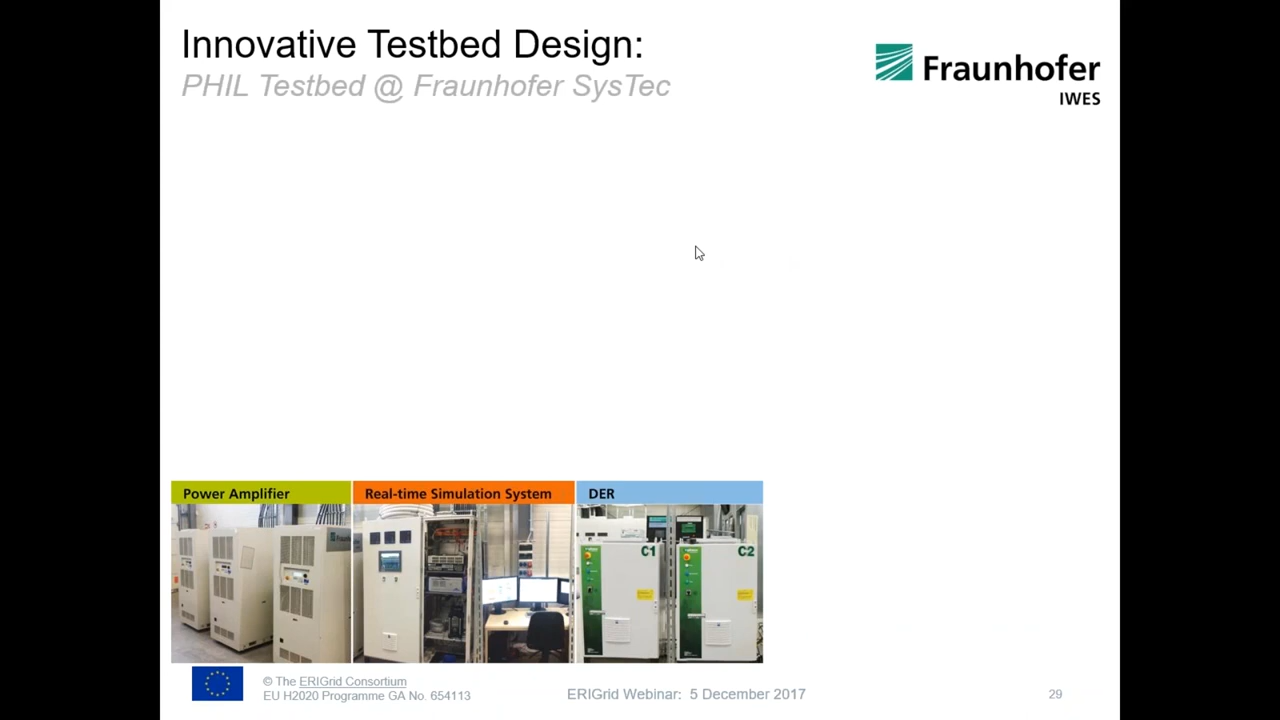 Innovative Testbed Design:
PHIL Testbed @ Fraunhofer SysTec
Fraunhofer
IWES
Power Amplifier
Real-time Simulation System
DER
C1
C2
© The ERIGrid Consortium
EU H2020 Programme GA No. 654113
ERIGrid Webinar: 5 December 2017
29